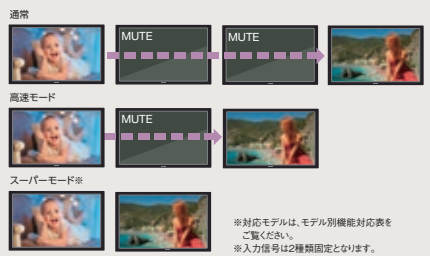 通常
MUTE
MUTE
高速モード
MUTE
スーパーモード※
※対応モデルは、モデル別機能対応表を
ご覧ください。
※入力信号は2種類固定となります。